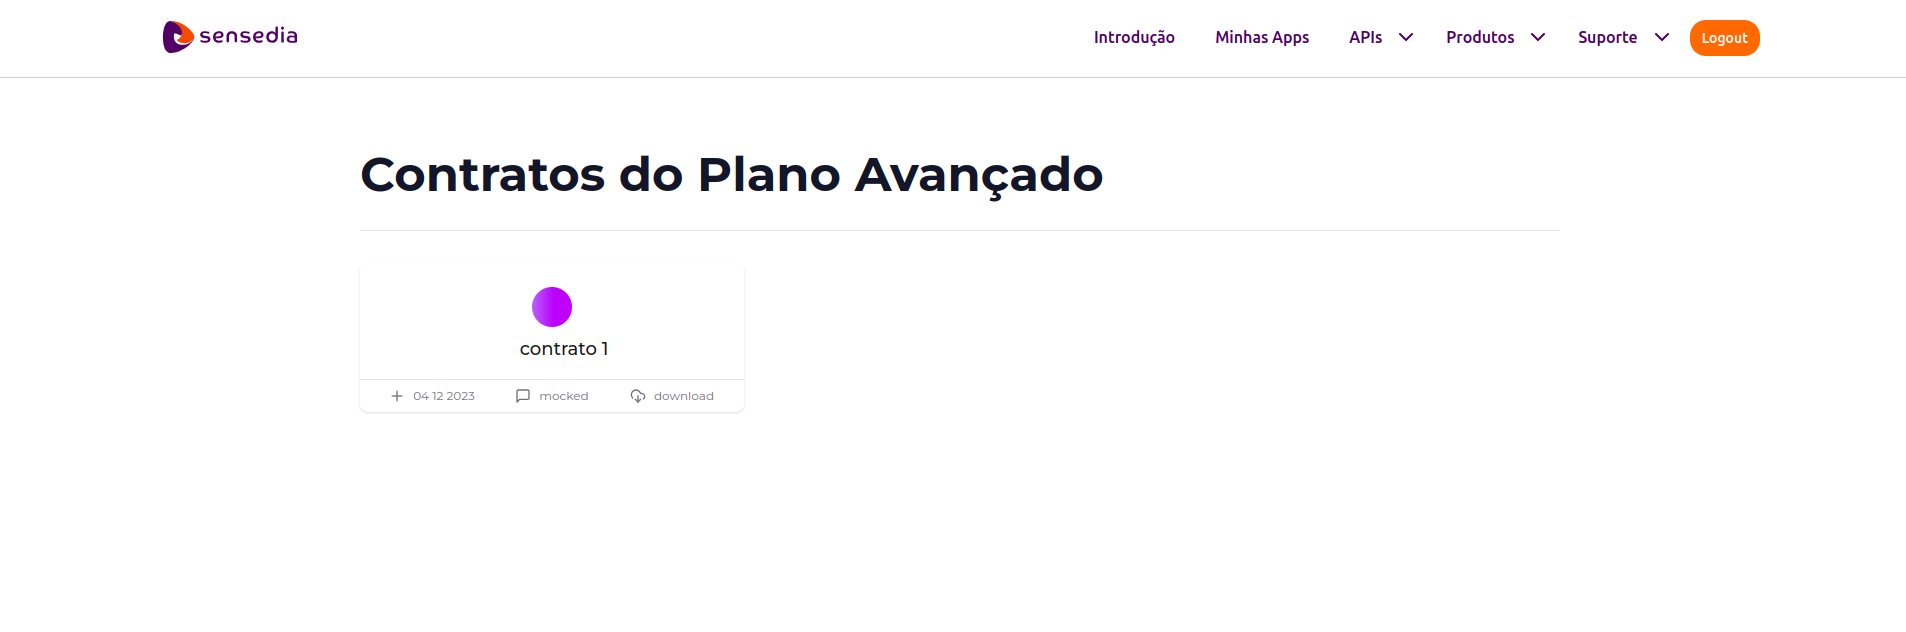 sensedia Introdução Minhas Apps APIs Produtos Suporte Logout
Contratos do Plano Avançado
contrato 1
04 12 2023 mocked download